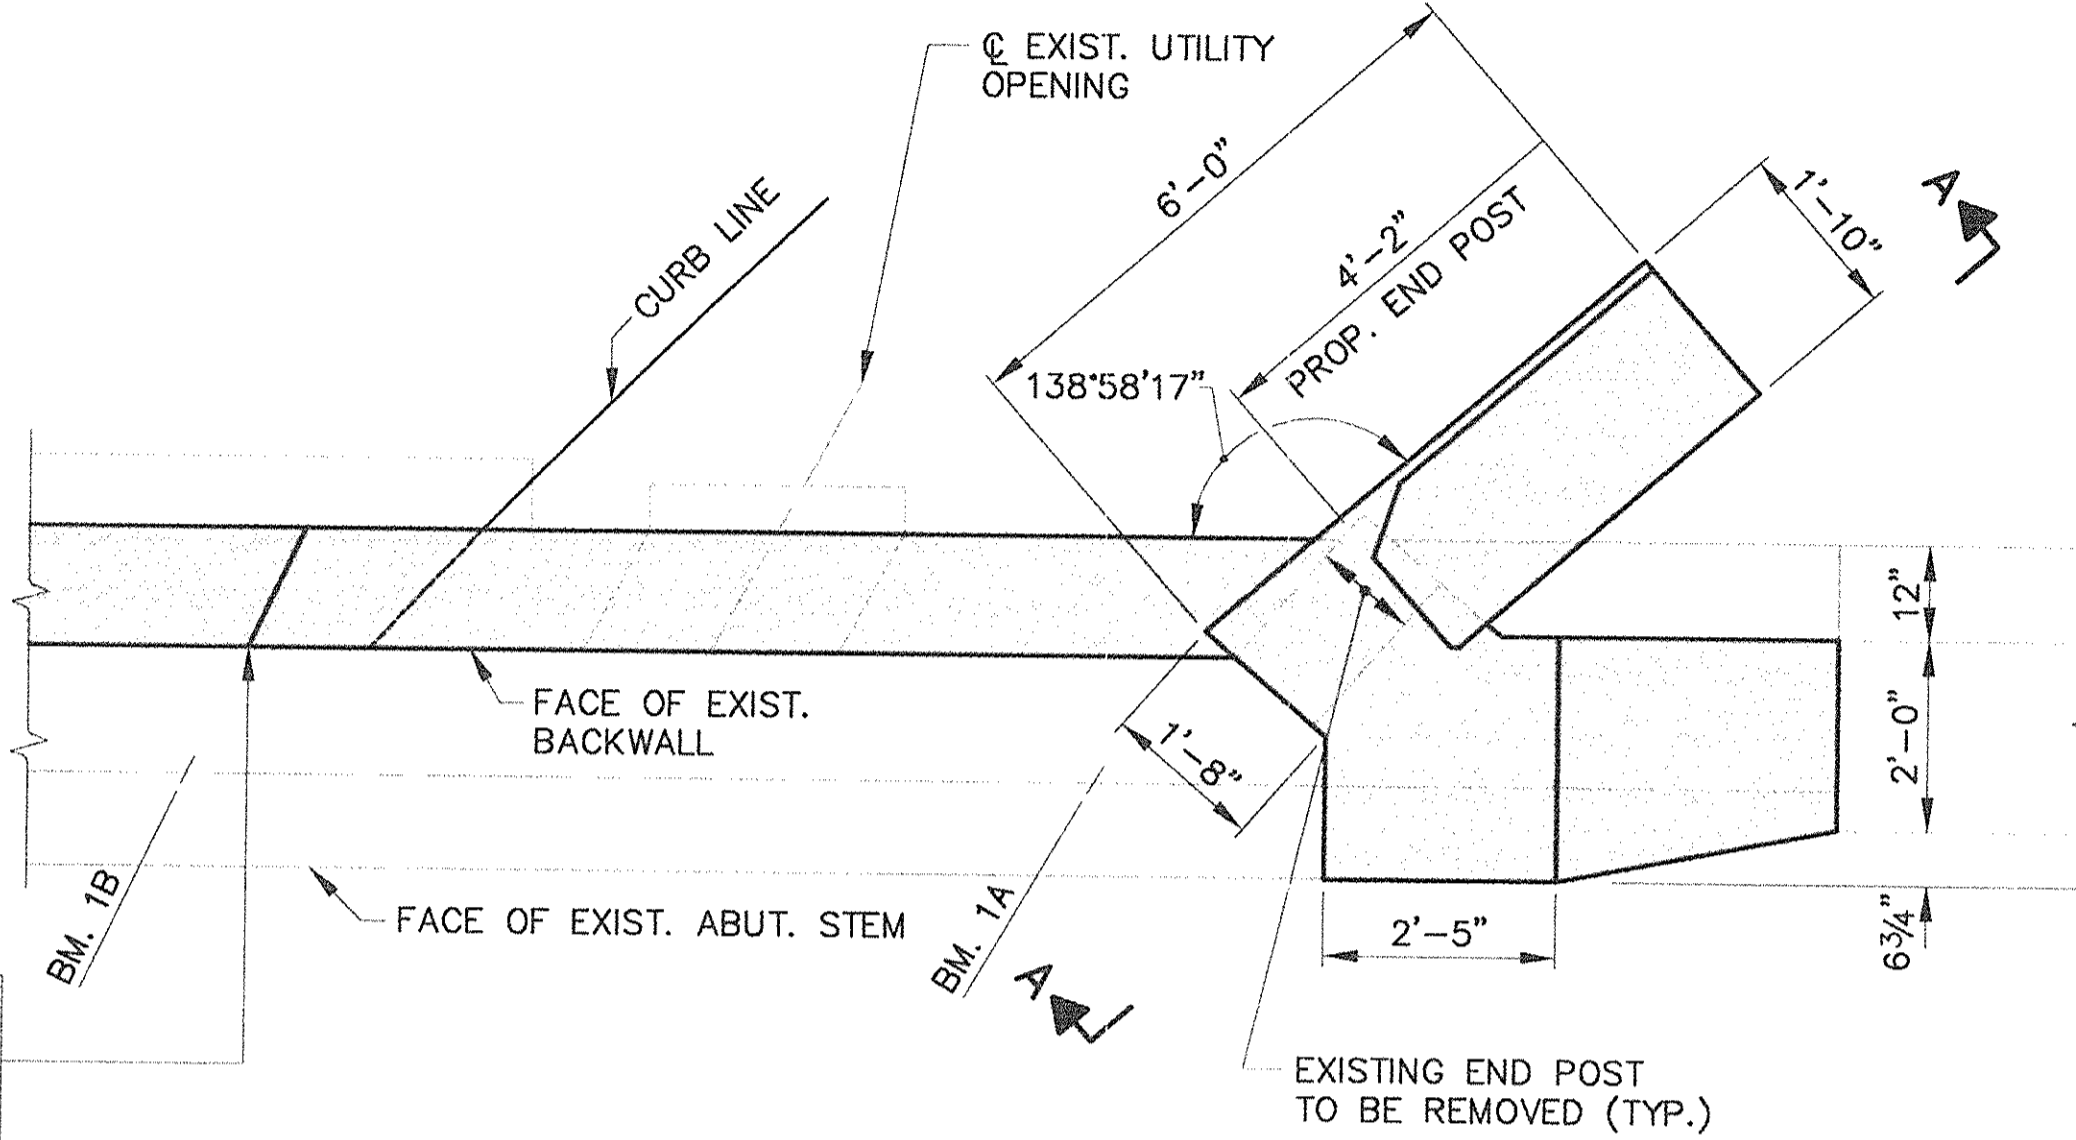 ℄ EXIST. UTILITY
OPENING
6'-0"
4'-2"
PROP. END POST
1'-10"
A
CURB LINE
138°58'17"
12"
FACE OF EXIST.
BACKWALL
1'-8"
2'-0"
BM. 1B
FACE OF EXIST. ABUT. STEM
BM. 1A
A
2'-5"
6¾"
EXISTING END POST
TO BE REMOVED (TYP.)